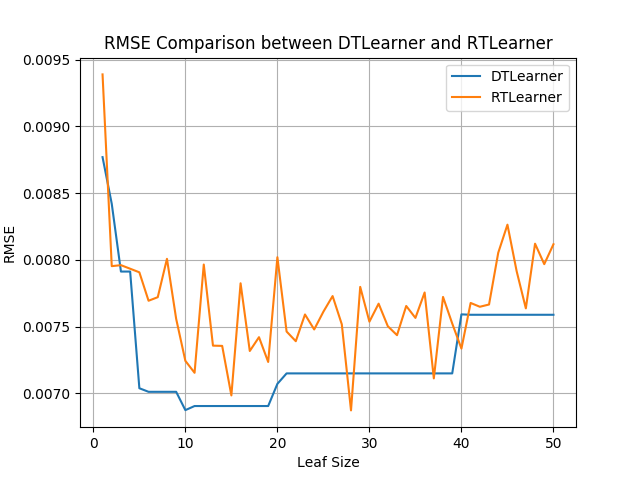 RMSE Comparison between DTLearner and RTLearner
DTLearner
RTLearner
0.0095
0.0090
0.0085
0.0080
0.0075
0.0070
RMSE
0 10 20 30 40 50
Leaf Size